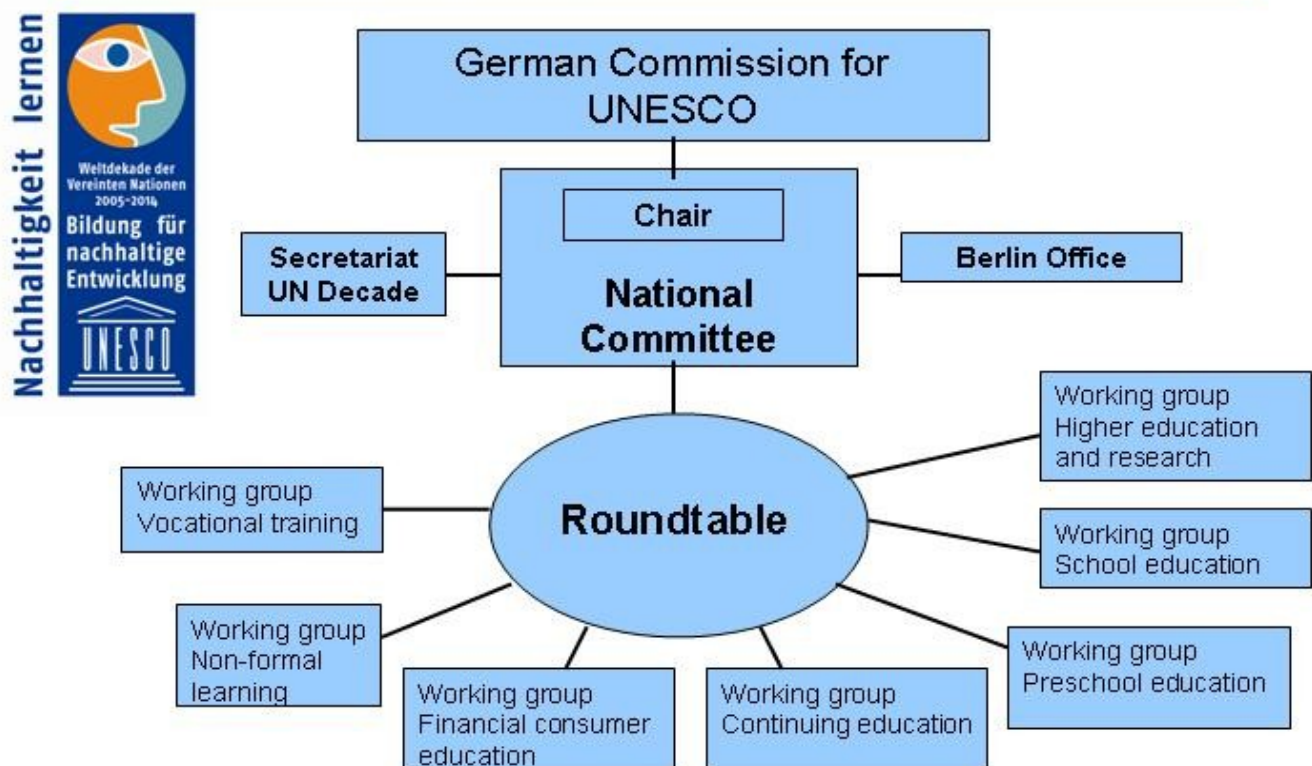 Nachhaltigkeit lernen
Weltdekade der
Vereinten Nationen
2005-2014
Bildung für
nachhaltige
Entwicklung
UNESCO
German Commission for
UNESCO
Chair
National
Committee
Secretariat
UN Decade
Berlin Office
Roundtable
Working group
Higher education
and research
Working group
School education
Working group
Preschool education
Working group
Continuing education
Working group
Financial consumer
education
Working group
Non-formal
learning
Working group
Vocational training